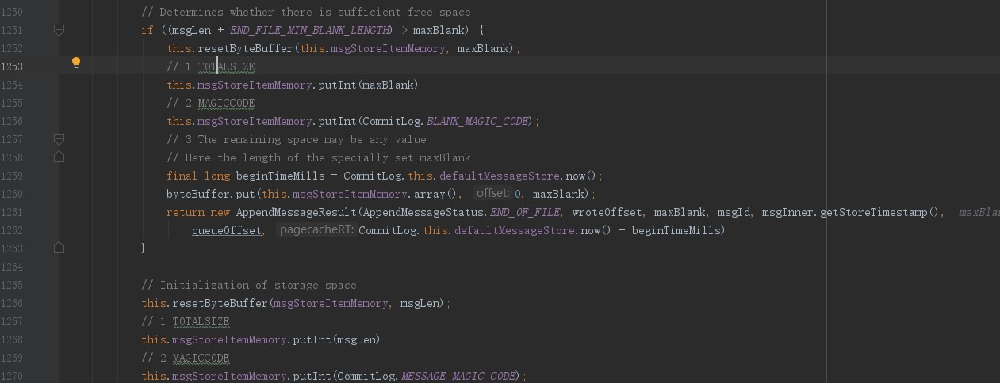 1250 // Determines whether there is sufficient free space
1251 if ((msgLen + END_FILE_MIN_BLANK_LENGTH) > maxBlank) {
1252 this.resetByteBuffer(this.msgStoreItemMemory, maxBlank);
1253 // 1 TOTALSIZE
1254 this.msgStoreItemMemory.putInt(maxBlank);
1255 // 2 MAGICCODE
1256 this.msgStoreItemMemory.putInt(CommitLog.BLANK_MAGIC_CODE);
1257 // 3 The remaining space may be any value
1258 // Here the length of the specially set maxBlank
1259 final long beginTimeMills = CommitLog.this.defaultMessageStore.now();
1260 byteBuffer.put(this.msgStoreItemMemory.array(), offset: 0, maxBlank);
1261 return new AppendMessageResult(AppendMessageStatus.END_OF_FILE, wroteOffset, maxBlank, msgId, msgInner.getStoreTimestamp(),
1262 queueOffset, pagecacheRT: CommitLog.this.defaultMessageStore.now() - beginTimeMills);
1263 }
1264
1265 // Initialization of storage space
1266 this.resetByteBuffer(msgStoreItemMemory, msgLen);
1267 // 1 TOTALSIZE
1268 this.msgStoreItemMemory.putInt(msgLen);
1269 // 2 MAGICCODE
1270 this.msgStoreItemMemory.putInt(CommitLog.MESSAGE_MAGIC_CODE);